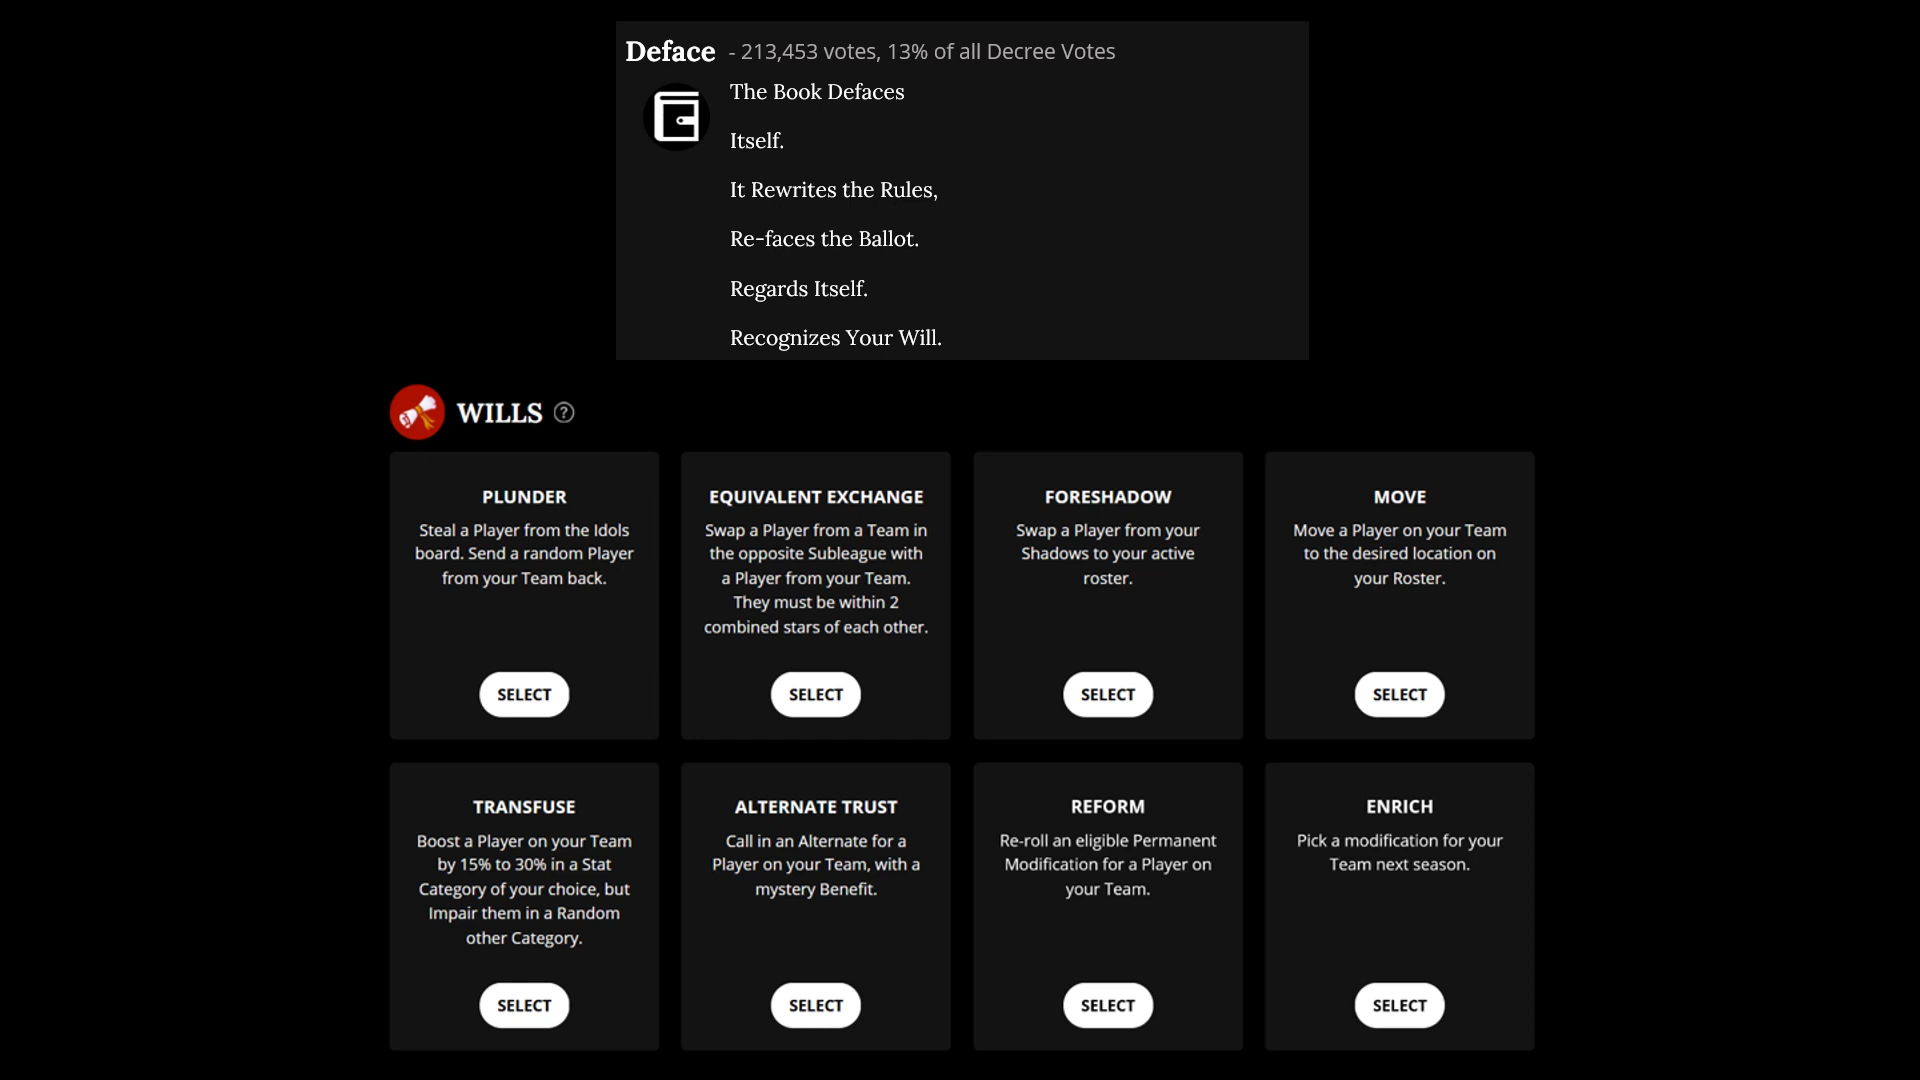 Deface - 213,453 votes, 13% of all Decree Votes
The Book Defaces
Itself.
It Rewrites the Rules,
Re-faces the Ballot.
Regards Itself.
Recognizes Your Will.
WILLS ?
PLUNDER
Steal a Player from the Idols
board. Send a random Player
from your Team back.
SELECT
EQUIVALENT EXCHANGE
Swap a Player from a Team in
the opposite Subleague with
a Player from your Team.
They must be within 2
combined stars of each other.
SELECT
FORESHADOW
Swap a Player from your
Shadows to your active
roster.
SELECT
MOVE
Move a Player on your Team
to the desired location on
your Roster.
SELECT
TRANSFUSE
Boost a Player on your Team
by 15% to 30% in a Stat
Category of your choice, but
Impair them in a Random
other Category.
SELECT
ALTERNATE TRUST
Call in an Alternate for a
Player on your Team, with a
mystery Benefit.
SELECT
REFORM
Re-roll an eligible Permanent
Modification for a Player on
your Team.
SELECT
ENRICH
Pick a modification for your
Team next season.
SELECT